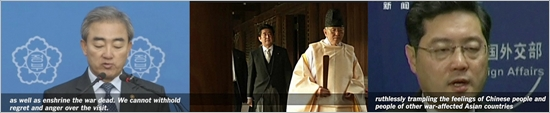 新 闻
国外交部
reign Affairs
as well as enshrine the war dead. We cannot withhold
regret and anger over the visit.
ruthlessly trampling the feelings of Chinese people and
people of other war-affected Asian countries